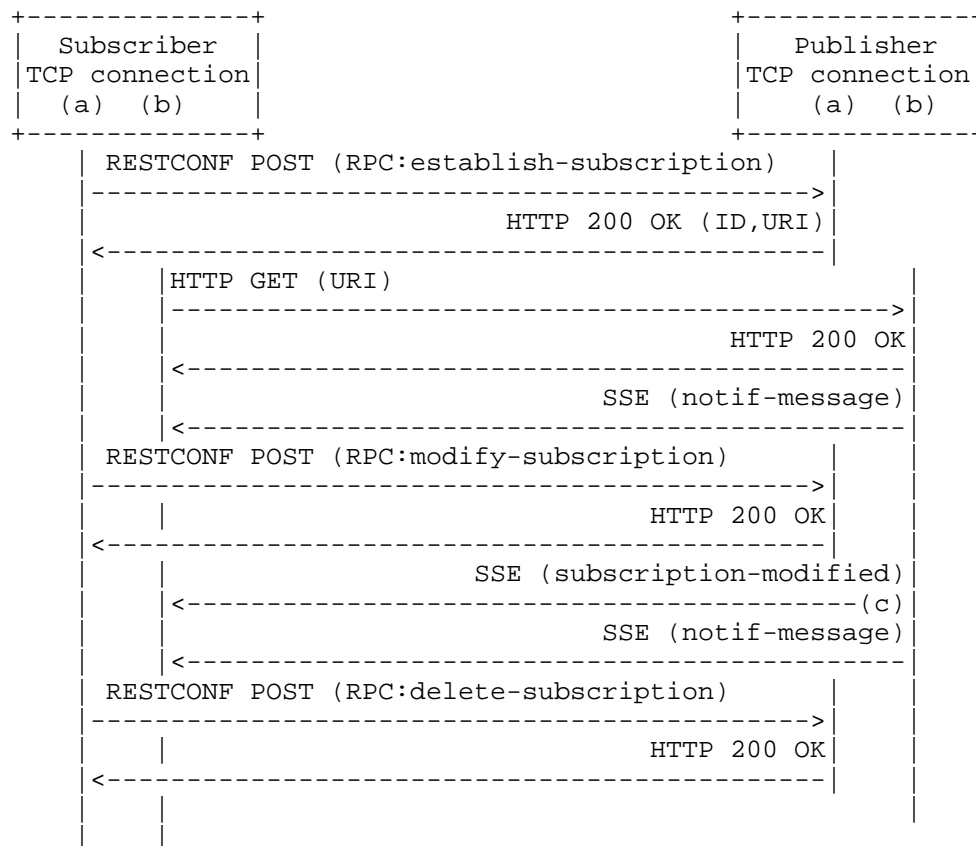 Subscriber Publisher
TCP connection TCP connection
(a) (b) (a) (b)
RESTCONF POST (RPC:establish-subscription)
HTTP 200 OK (ID,URI)
HTTP GET (URI)
HTTP 200 OK
SSE (notif-message)
RESTCONF POST (RPC:modify-subscription)
HTTP 200 OK
SSE (subscription-modified)
(c)
SSE (notif-message)
RESTCONF POST (RPC:delete-subscription)
HTTP 200 OK